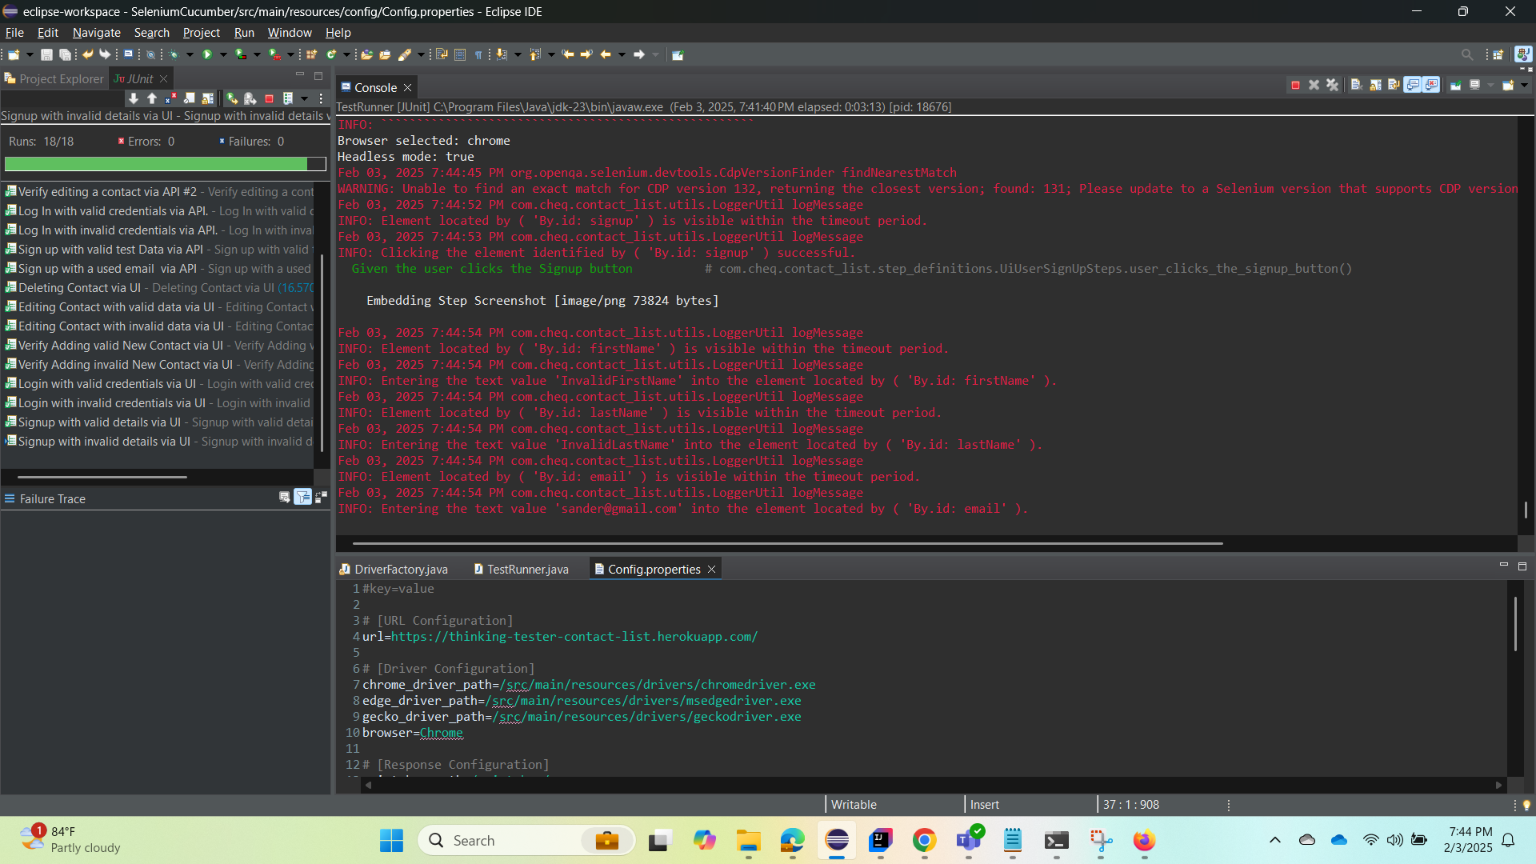 eclipse-workspace - SeleniumCucumber/src/main/resources/config/Config.properties - Eclipse IDE
File Edit Navigate Search Project Run Window Help
Project Explorer
JUnit
Console
TestRunner [JUnit] C:\Program Files\Java\jdk-23\bin\javaw.exe (Feb 3, 2025, 7:41:40 PM elapsed: 0:03:13) [pid: 18676]
Signup with invalid details via UI - Signup with invalid details v
Runs: 18/18 Errors: 0 Failures: 0
Verify editing a contact via API #2 - Verify editing a cont
Log In with valid credentials via API. - Log In with valid c
Log In with invalid credentials via API. - Log In with inval
Sign up with valid test Data via API - Sign up with valid
Sign up with a used email via API - Sign up with a used
Deleting Contact via UI - Deleting Contact via UI (16.570
Editing Contact with valid data via UI - Editing Contact v
Editing Contact with invalid data via UI - Editing Contac
Verify Adding valid New Contact via UI - Verify Adding v
Verify Adding invalid New Contact via UI - Verify Adding
Login with valid credentials via UI - Login with valid cred
Login with invalid credentials via UI - Login with invalid
Signup with valid details via UI - Signup with valid detai
Signup with invalid details via UI - Signup with invalid d
Failure Trace
INFO: ````````````````````````````````````````````````````
Browser selected: chrome
Headless mode: true
Feb 03, 2025 7:44:45 PM org.openqa.selenium.devtools.CdpVersionFinder findNearestMatch
WARNING: Unable to find an exact match for CDP version 132, returning the closest version; found: 131; Please update to a Selenium version that supports CDP version
Feb 03, 2025 7:44:52 PM com.cheq.contact_list.utils.LoggerUtil logMessage
INFO: Element located by ( 'By.id: signup' ) is visible within the timeout period.
Feb 03, 2025 7:44:53 PM com.cheq.contact_list.utils.LoggerUtil logMessage
INFO: Clicking the element identified by ( 'By.id: signup' ) successful.
Given the user clicks the Signup button # com.cheq.contact_list.step_definitions.UiUserSignUpSteps.user_clicks_the_signup_button()
Embedding Step Screenshot [image/png 73824 bytes]
Feb 03, 2025 7:44:54 PM com.cheq.contact_list.utils.LoggerUtil logMessage
INFO: Element located by ( 'By.id: firstName' ) is visible within the timeout period.
Feb 03, 2025 7:44:54 PM com.cheq.contact_list.utils.LoggerUtil logMessage
INFO: Entering the text value 'InvalidFirstName' into the element located by ( 'By.id: firstName' ).
Feb 03, 2025 7:44:54 PM com.cheq.contact_list.utils.LoggerUtil logMessage
INFO: Element located by ( 'By.id: lastName' ) is visible within the timeout period.
Feb 03, 2025 7:44:54 PM com.cheq.contact_list.utils.LoggerUtil logMessage
INFO: Entering the text value 'InvalidLastName' into the element located by ( 'By.id: lastName' ).
Feb 03, 2025 7:44:54 PM com.cheq.contact_list.utils.LoggerUtil logMessage
INFO: Element located by ( 'By.id: email' ) is visible within the timeout period.
Feb 03, 2025 7:44:54 PM com.cheq.contact_list.utils.LoggerUtil logMessage
INFO: Entering the text value 'sander@gmail.com' into the element located by ( 'By.id: email' ).
DriverFactory.java TestRunner.java Config.properties
1 #key=value
2
3 # [URL Configuration]
4 url=https://thinking-tester-contact-list.herokuapp.com/
5
6 # [Driver Configuration]
7 chrome_driver_path=/src/main/resources/drivers/chromedriver.exe
8 edge_driver_path=/src/main/resources/drivers/msedgedriver.exe
9 gecko_driver_path=/src/main/resources/drivers/geckodriver.exe
10 browser=Chrome
11
12 # [Response Configuration]
Writable Insert 37 : 1 : 908
1
84°F
Partly cloudy
Search
7:44 PM
2/3/2025